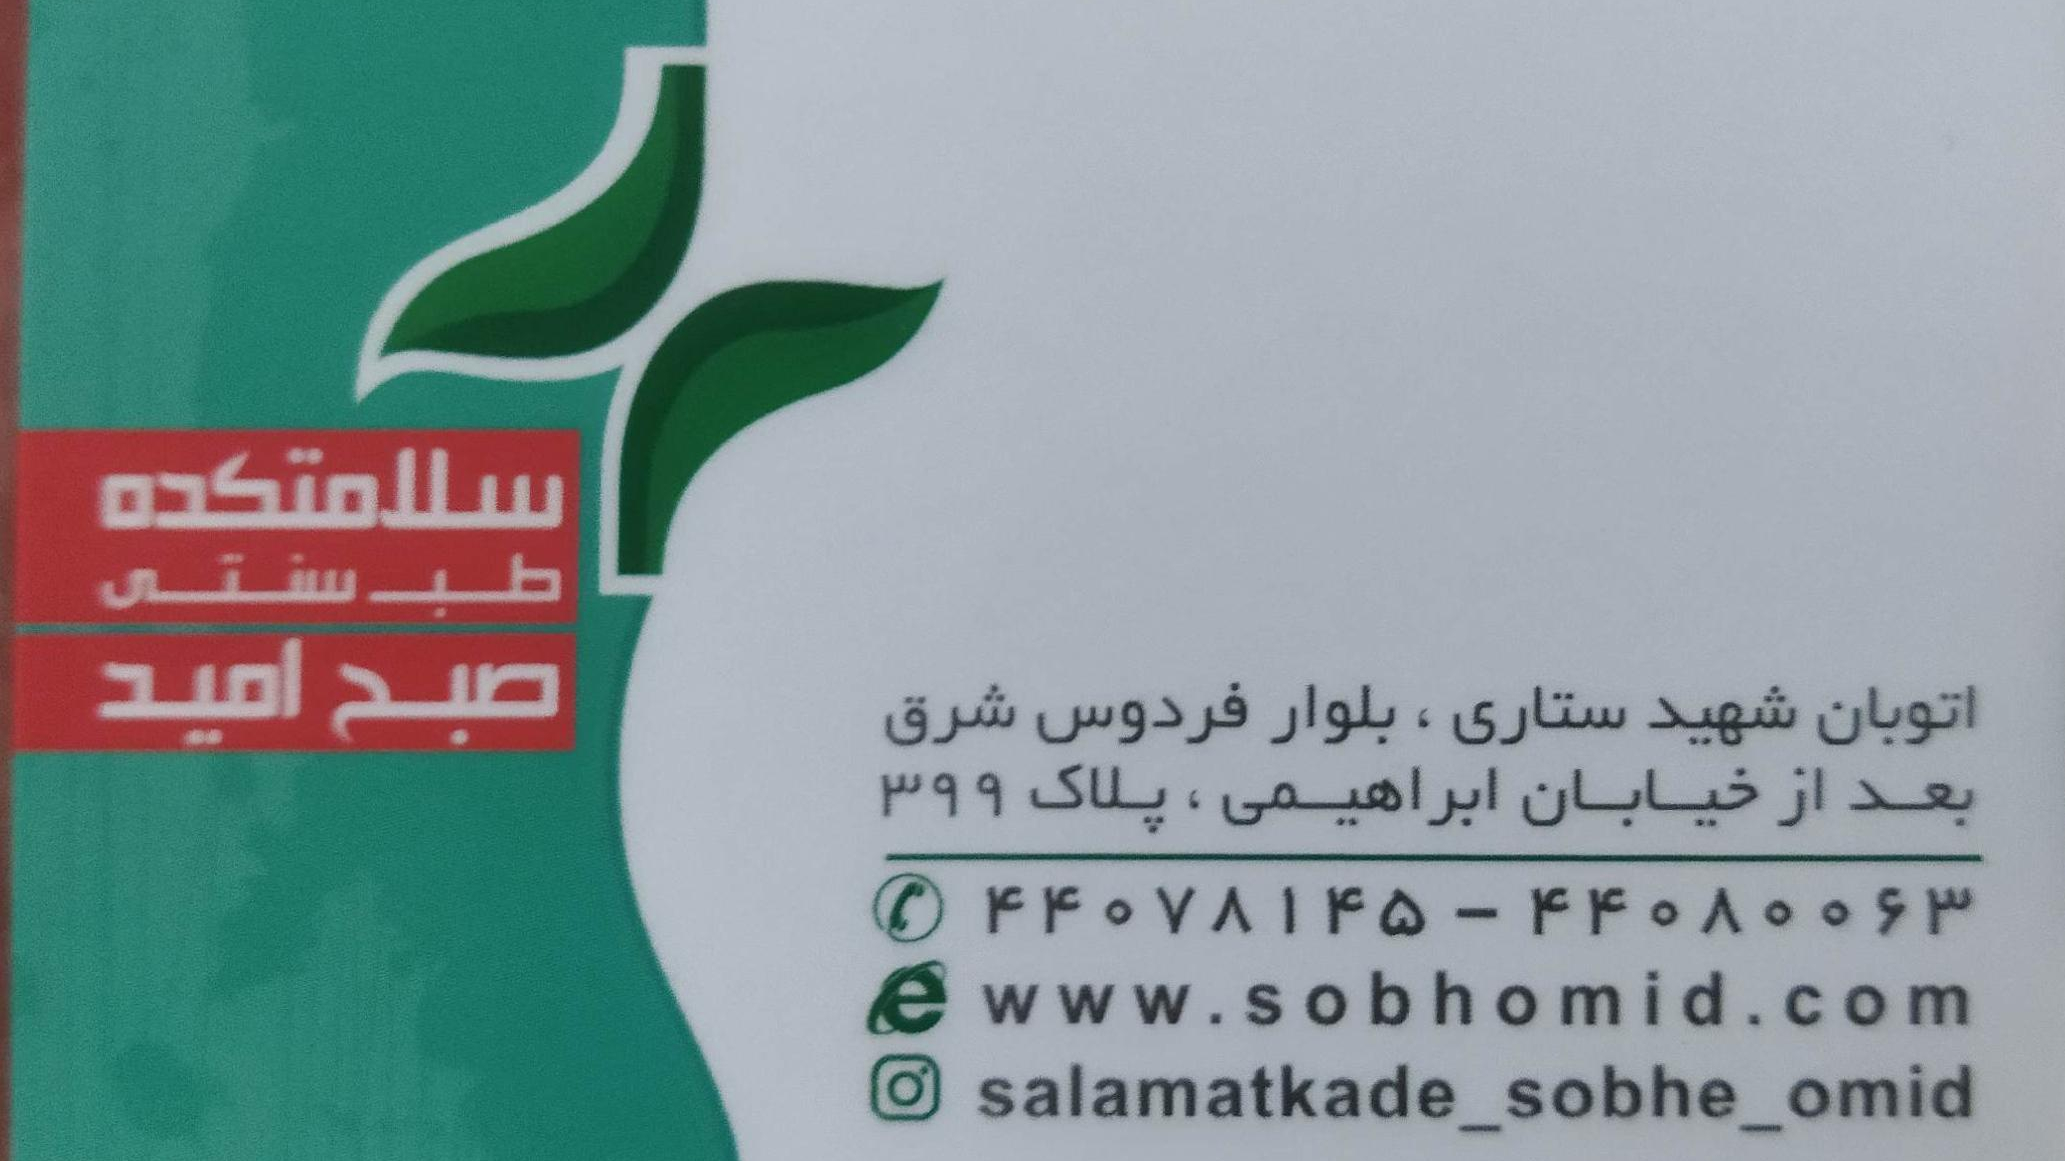 سلامتکده
طب سنتی
صبح امید
اتوبان شهید ستاری ، بلوار فردوس شرق
بعد از خیابان ابراهیمی ، پلاک ۳۹۹
۴۴۰۷۸۱۴۵ - ۴۴۰۸۰۰۶۳
www.sobhomid.com
salamatkade_sobhe_omid